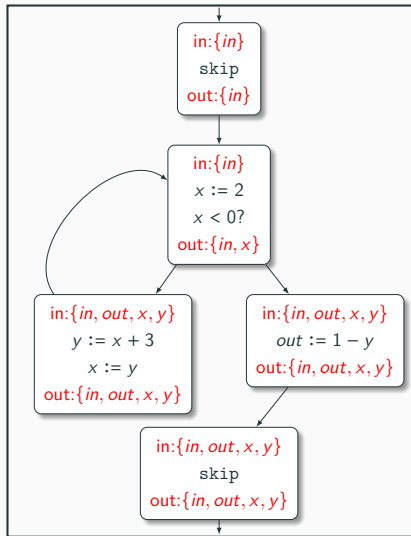 in:{in}
skip
out:{in}
in:{in}
x := 2
x < 0?
out:{in, x}
in:{in, out, x, y}
y := x + 3
x := y
out:{in, out, x, y}
in:{in, out, x, y}
out := 1 − y
out:{in, out, x, y}
in:{in, out, x, y}
skip
out:{in, out, x, y}